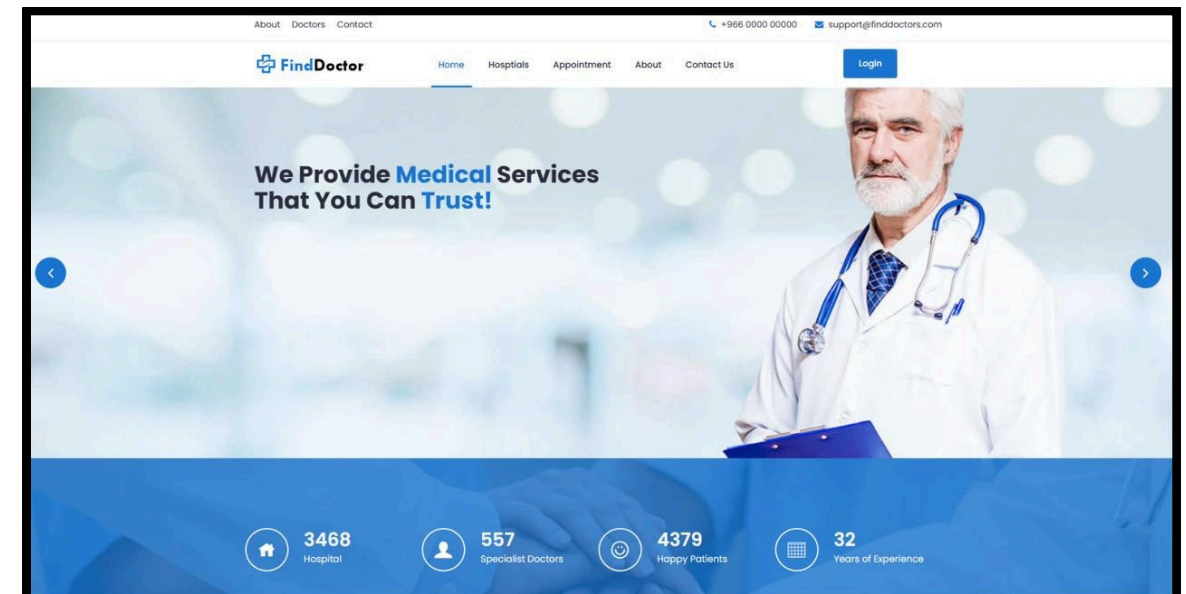 About Doctors Contact +966 0000 00000 support@finddoctors.com
FindDoctor Home Hosptials Appointment About Contact Us Login
We Provide Medical Services
That You Can Trust!
3468 557 4379 32
Hospital Specialist Doctors Happy Patients Years of Experience